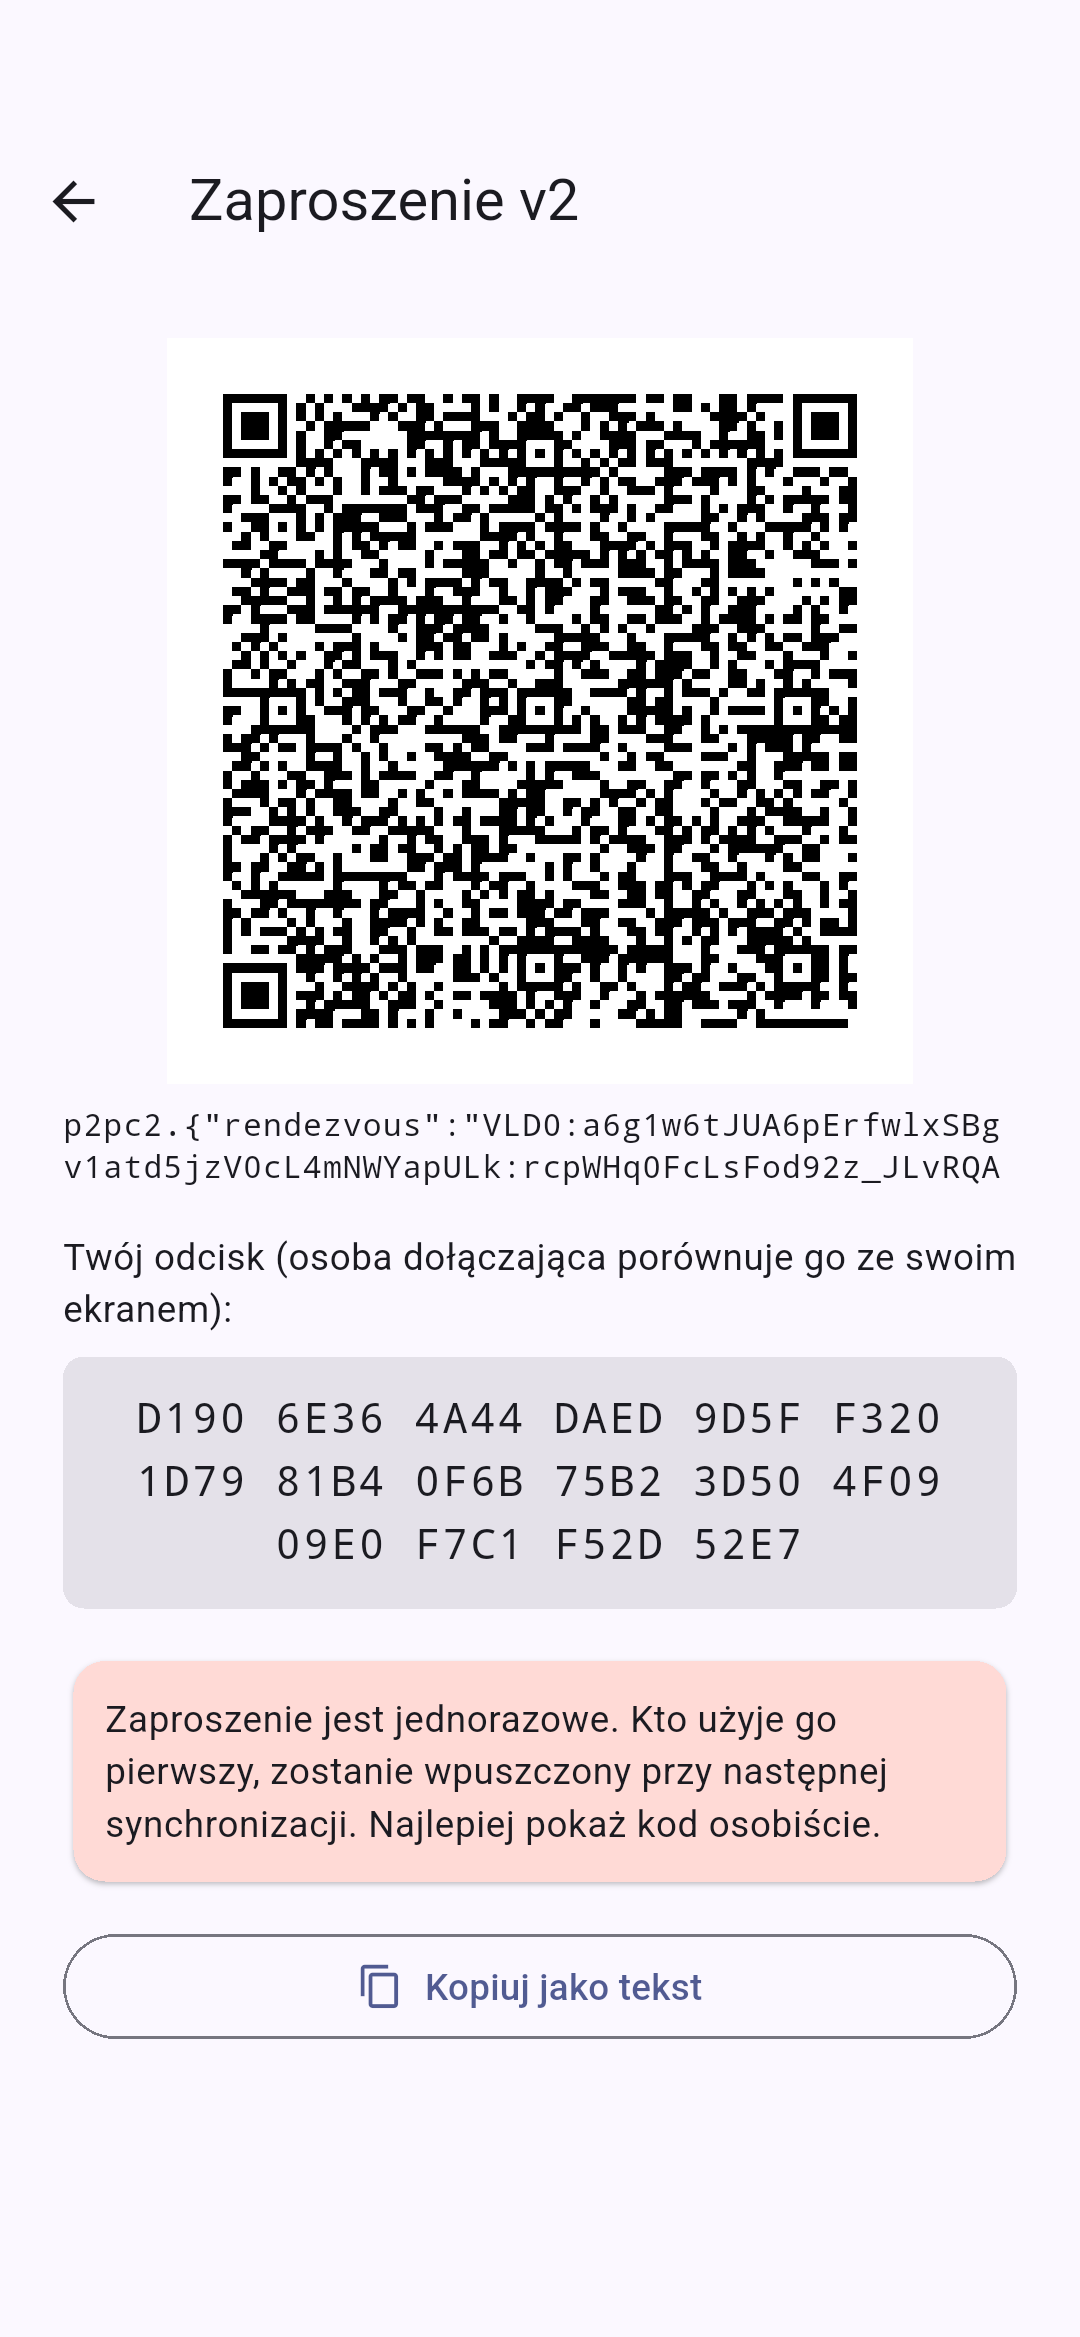 Zaproszenie v2
p2pc2.{"rendezvous":"VLDO:a6g1w6tJUA6pErfwlxSBg
v1atd5jzV0cL4mNWYapULk:rcpWHq0FcLsFod92z_JLvRQA
Twój odcisk (osoba dołączająca porównuje go ze swoim
ekranem):
D190 6E36 4A44 DAED 9D5F F320
1D79 81B4 0F6B 75B2 3D50 4F09
09E0 F7C1 F52D 52E7
Zaproszenie jest jednorazowe. Kto użyje go
pierwszy, zostanie wpuszczony przy następnej
synchronizacji. Najlepiej pokaż kod osobiście.
Kopiuj jako tekst